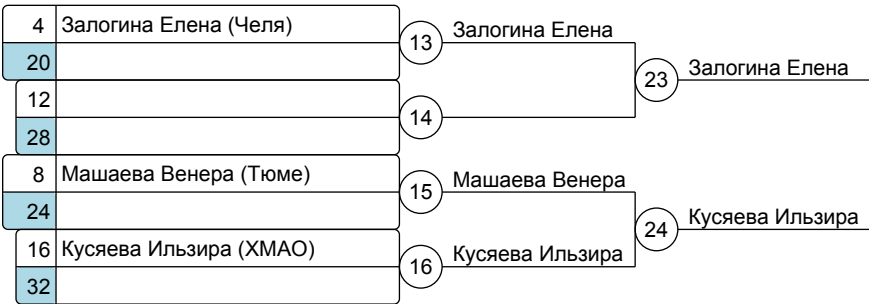 4 Залогина Елена (Челя)
13 Залогина Елена
20
23 Залогина Елена
12
14
28
8 Машаева Венера (Тюме)
15 Машаева Венера
24
24 Кусяева Ильзира
16 Кусяева Ильзира (ХМАО)
16 Кусяева Ильзира
32